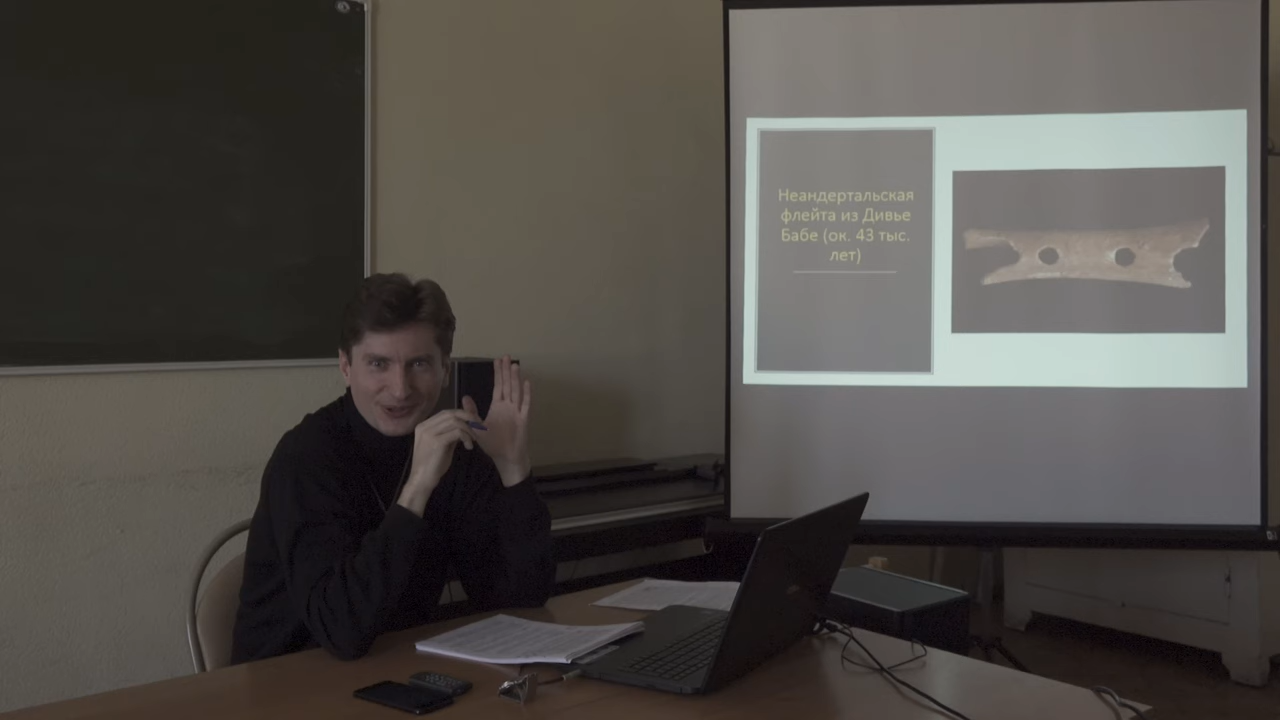 Неандертальская
флейта из Дивье
Бабе (ок. 43 тыс.
лет)